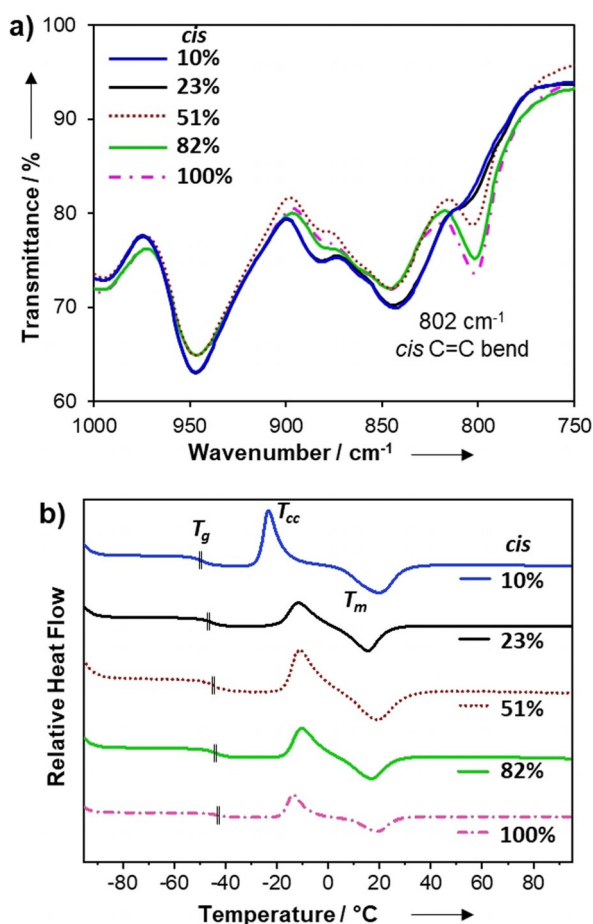 a)
100
90
80
70
60
Transmittance / %
cis
10%
23%
51%
82%
100%
802 cm⁻¹
cis C=C bend
1000
950
900
850
800
750
Wavenumber / cm⁻¹
b)
Relative Heat Flow
Tg
Tcc
Tm
cis
10%
23%
51%
82%
100%
-80
-60
-40
-20
0
20
40
60
80
Temperature / °C